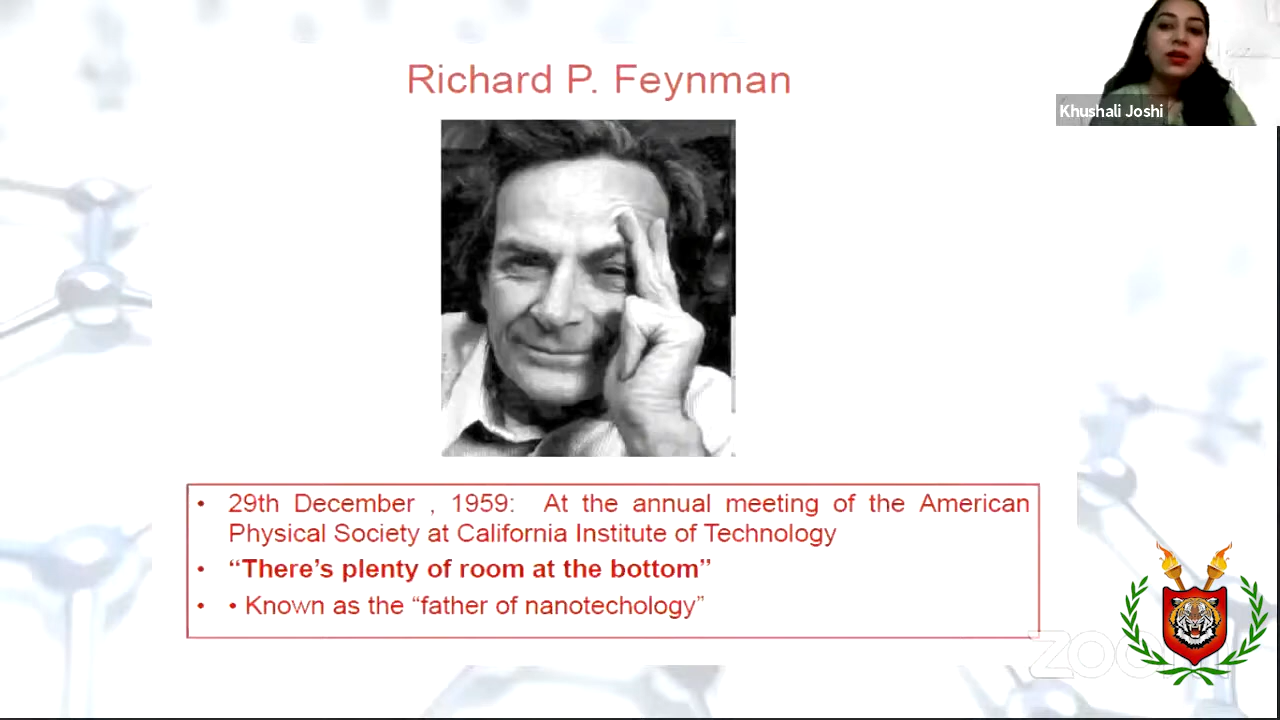 Richard P. Feynman
Khushali Joshi
• 29th December , 1959: At the annual meeting of the American
Physical Society at California Institute of Technology
• “There’s plenty of room at the bottom”
• • Known as the “father of nanotechology”
zoom